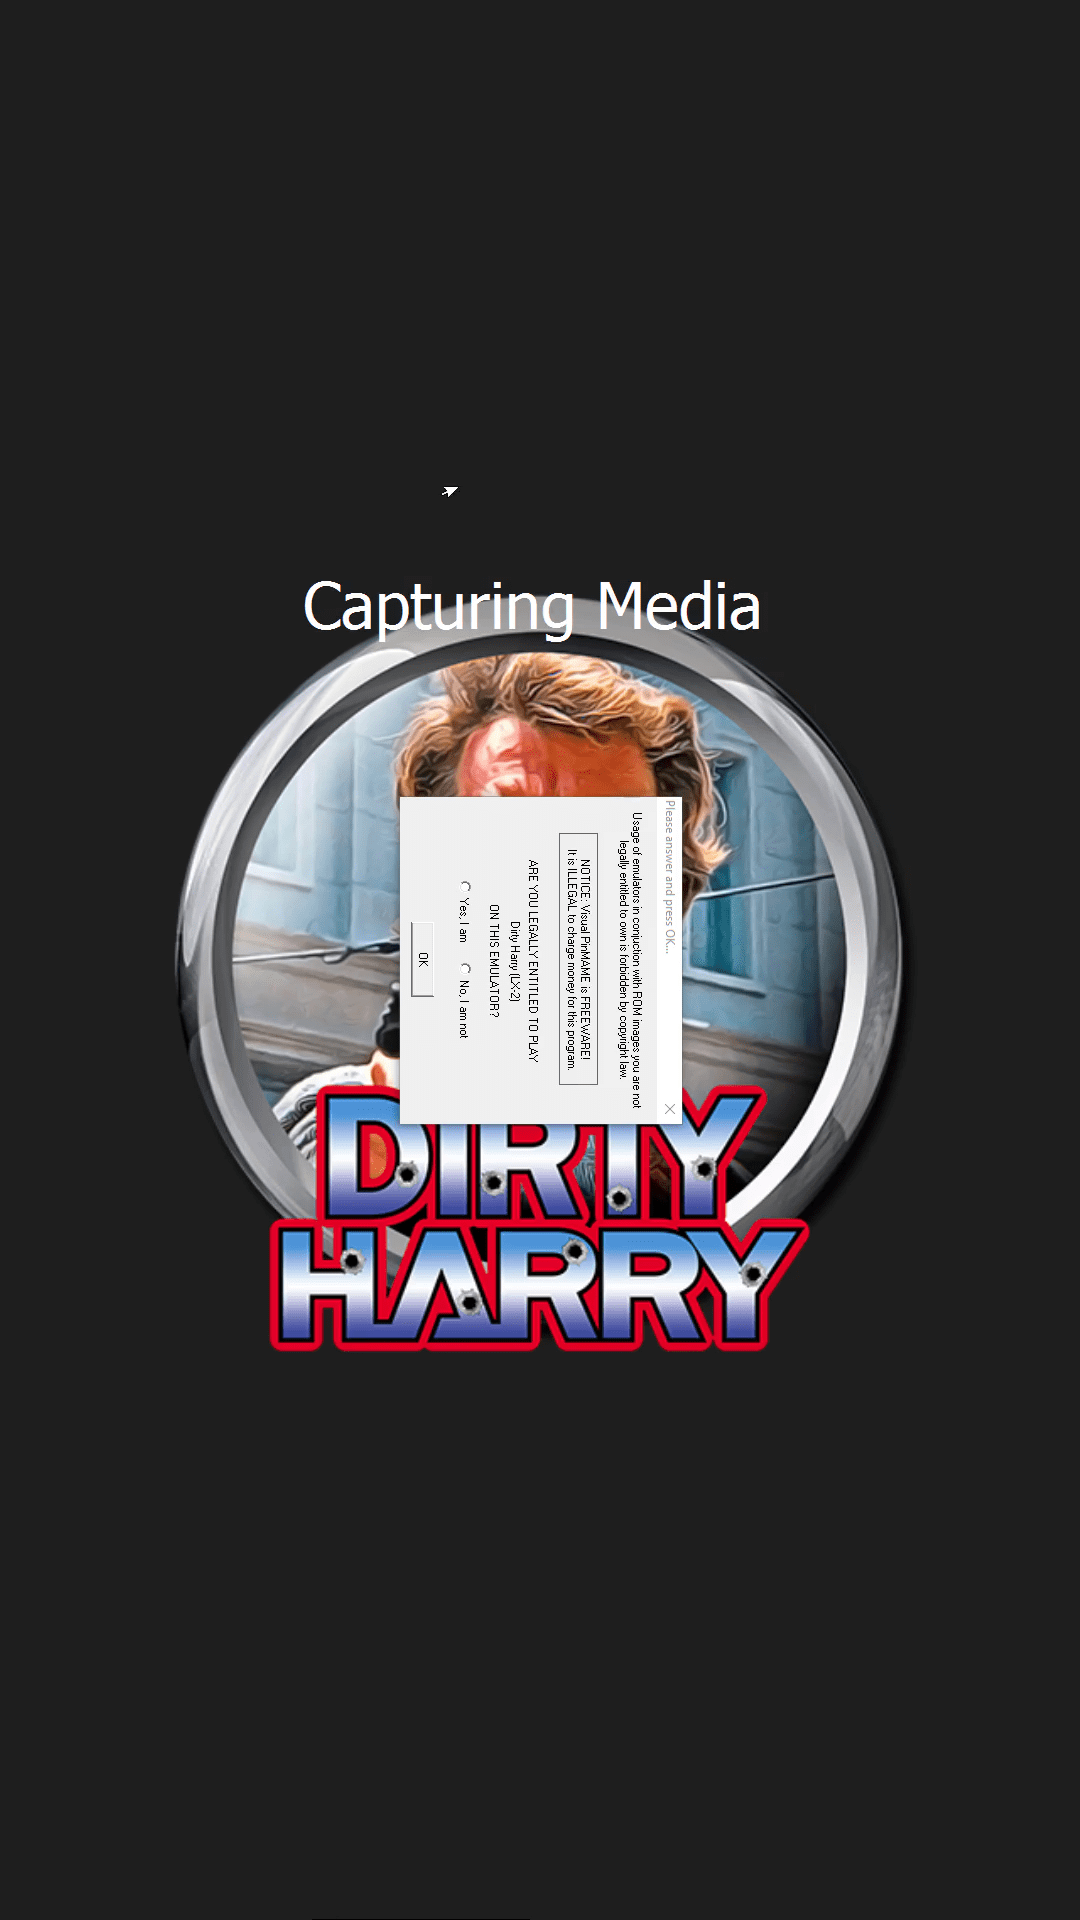 Capturing Media
Please answer and press OK...
Usage of emulators in conjuction with ROM images you are not
legally entitled to own is forbidden by copyright law.
NOTICE: Visual PinMAME is FREEWARE!
It is ILLEGAL to charge money for this program.
ARE YOU LEGALLY ENTITLED TO PLAY
Dirty Harry (LX-2)
ON THIS EMULATOR?
Yes, I am
No, I am not
OK
DIRTY
HARRY